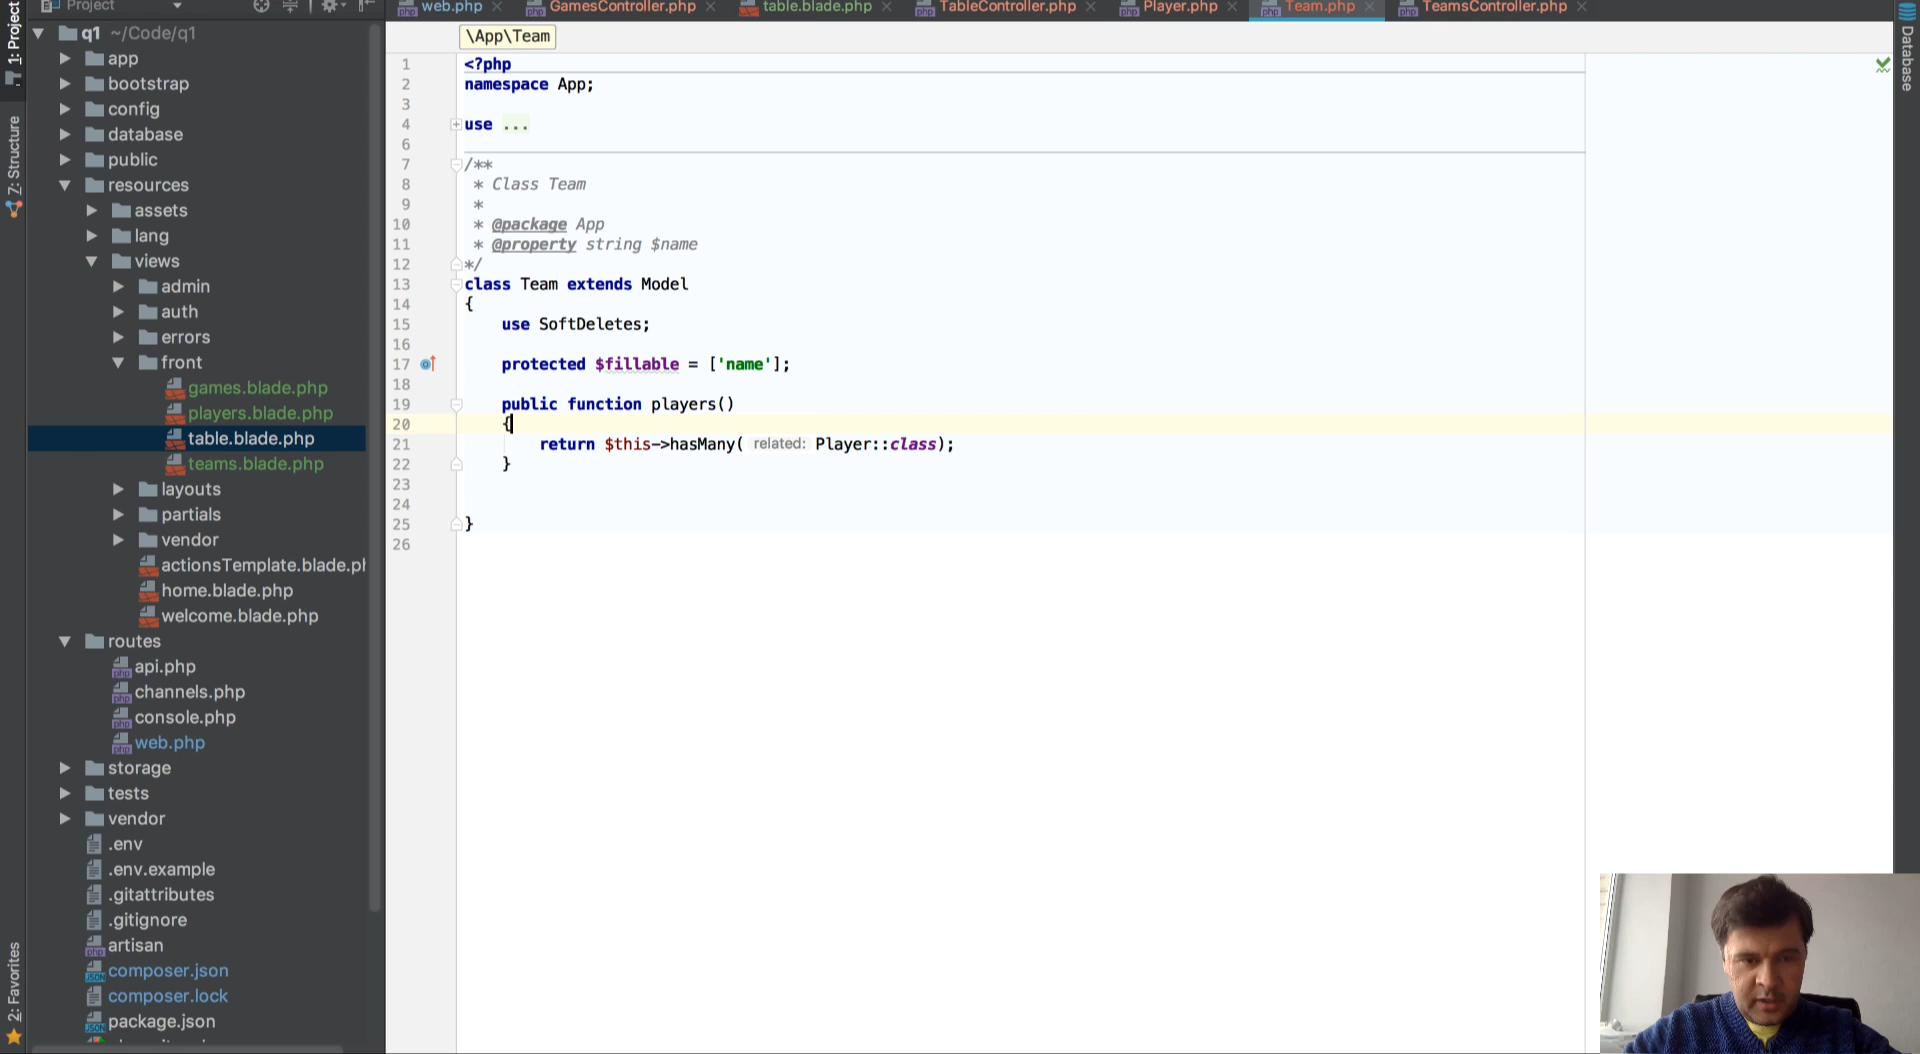 Project
web.php
GamesController.php
table.blade.php
TableController.php
Player.php
Team.php
TeamsController.php
1: Project
7: Structure
2: Favorites
Database
q1 ~/Code/q1
app
bootstrap
config
database
public
resources
assets
lang
views
admin
auth
errors
front
games.blade.php
players.blade.php
table.blade.php
teams.blade.php
layouts
partials
vendor
actionsTemplate.blade.ph
home.blade.php
welcome.blade.php
routes
api.php
channels.php
console.php
web.php
storage
tests
vendor
.env
.env.example
.gitattributes
.gitignore
artisan
composer.json
composer.lock
package.json
\App\Team
1 <?php
2 namespace App;
3
4 use ...
6
7 /**
8 * Class Team
9 *
10 * @package App
11 * @property string $name
12 */
13 class Team extends Model
14 {
15 use SoftDeletes;
16
17 protected $fillable = ['name'];
18
19 public function players()
20 {
21 return $this->hasMany( related: Player::class);
22 }
23
24
25 }
26